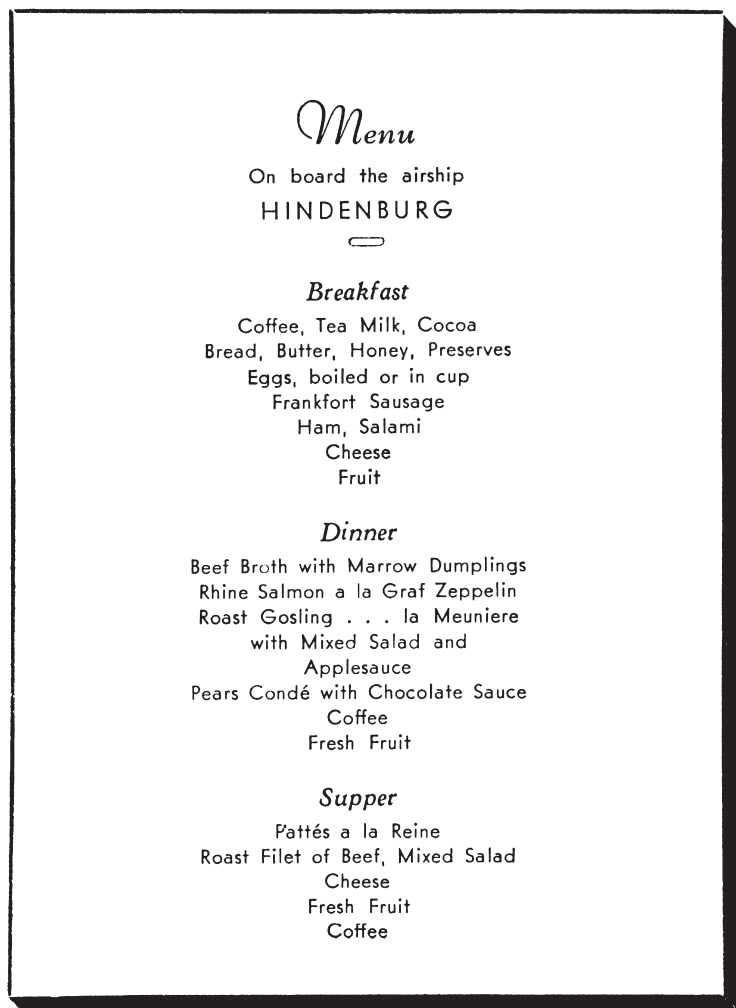 Menu
On board the airship
HINDENBURG
Breakfast
Coffee, Tea Milk, Cocoa
Bread, Butter, Honey, Preserves
Eggs, boiled or in cup
Frankfort Sausage
Ham, Salami
Cheese
Fruit
Dinner
Beef Broth with Marrow Dumplings
Rhine Salmon a la Graf Zeppelin
Roast Gosling . . . la Meuniere
with Mixed Salad and
Applesauce
Pears Condé with Chocolate Sauce
Coffee
Fresh Fruit
Supper
Pattés a la Reine
Roast Filet of Beef, Mixed Salad
Cheese
Fresh Fruit
Coffee